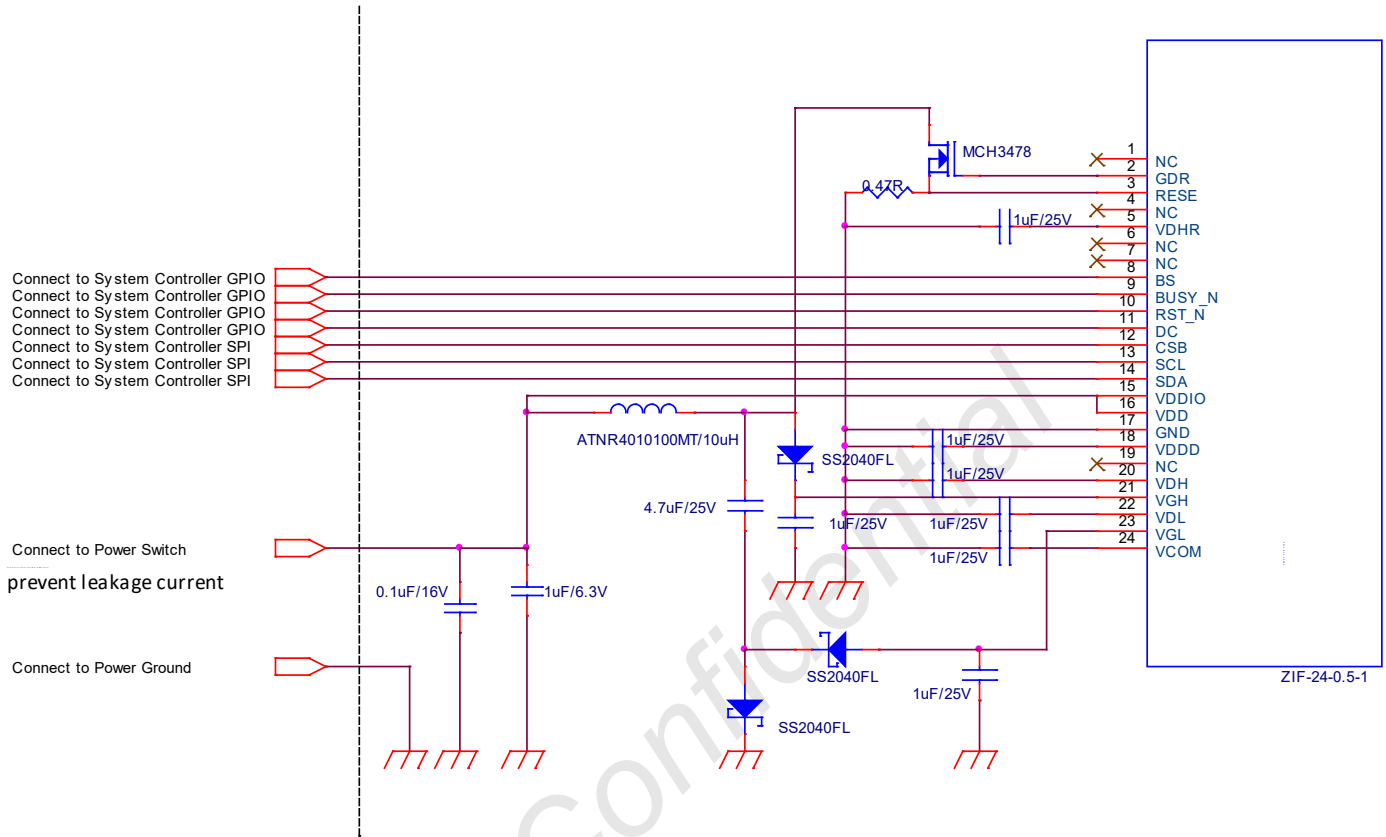 MCH3478
0.47R
1uF/25V
1
NC
2
GDR
3
RESE
4
NC
5
VDHR
6
NC
7
NC
8
BS
9
BUSY_N
10
RST_N
11
DC
12
CSB
13
SCL
14
SDA
15
VDDIO
16
VDD
17
GND
18
VDDD
19
NC
20
VDH
21
VGH
22
VDL
23
VGL
24
VCOM
ZIF-24-0.5-1
Connect to System Controller GPIO
Connect to System Controller GPIO
Connect to System Controller GPIO
Connect to System Controller GPIO
Connect to System Controller SPI
Connect to System Controller SPI
Connect to System Controller SPI
ATNR4010100MT/10uH
SS2040FL
1uF/25V
1uF/25V
4.7uF/25V
1uF/25V
1uF/25V
1uF/25V
Connect to Power Switch
prevent leakage current
0.1uF/16V
1uF/6.3V
Connect to Power Ground
SS2040FL
1uF/25V
SS2040FL
Confidential